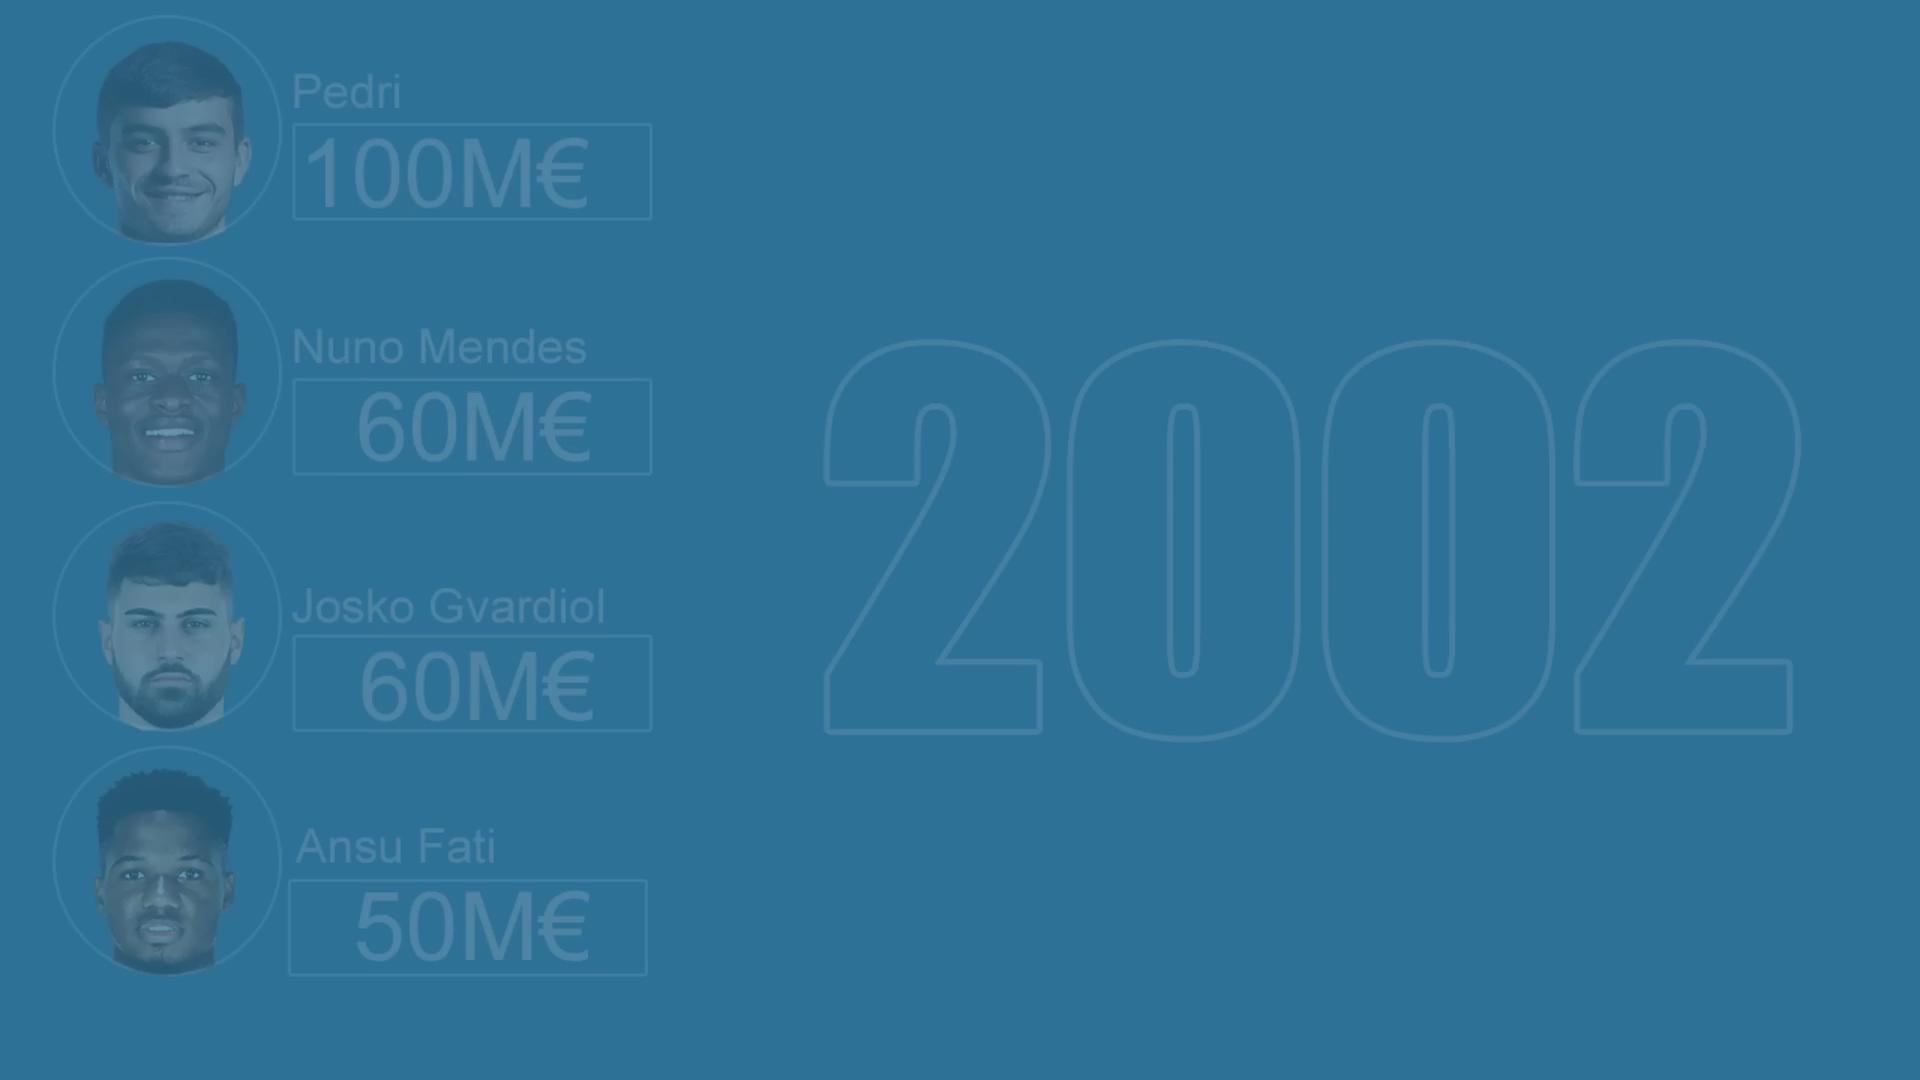 Pedri
100M€
Nuno Mendes
60M€
Josko Gvardiol
60M€
Ansu Fati
50M€
2002